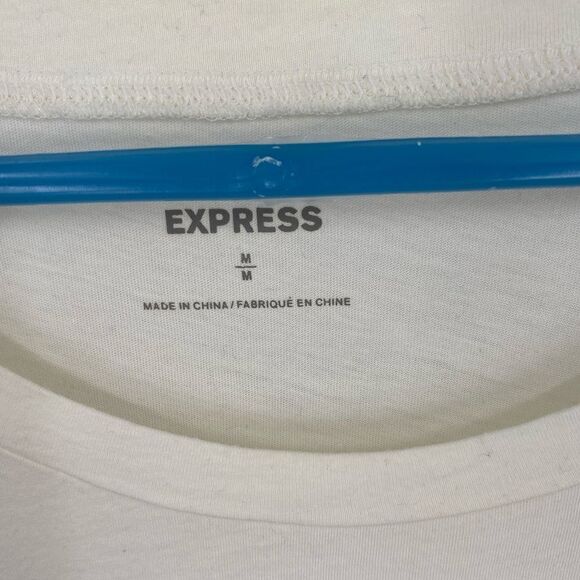 EXPRESS
M
M
MADE IN CHINA / FABRIQUÉ EN CHINE